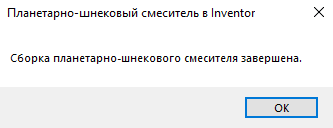 Планетарно-шнековый смеситель в Inventor
Сборка планетарно-шнекового смесителя завершена.
OK